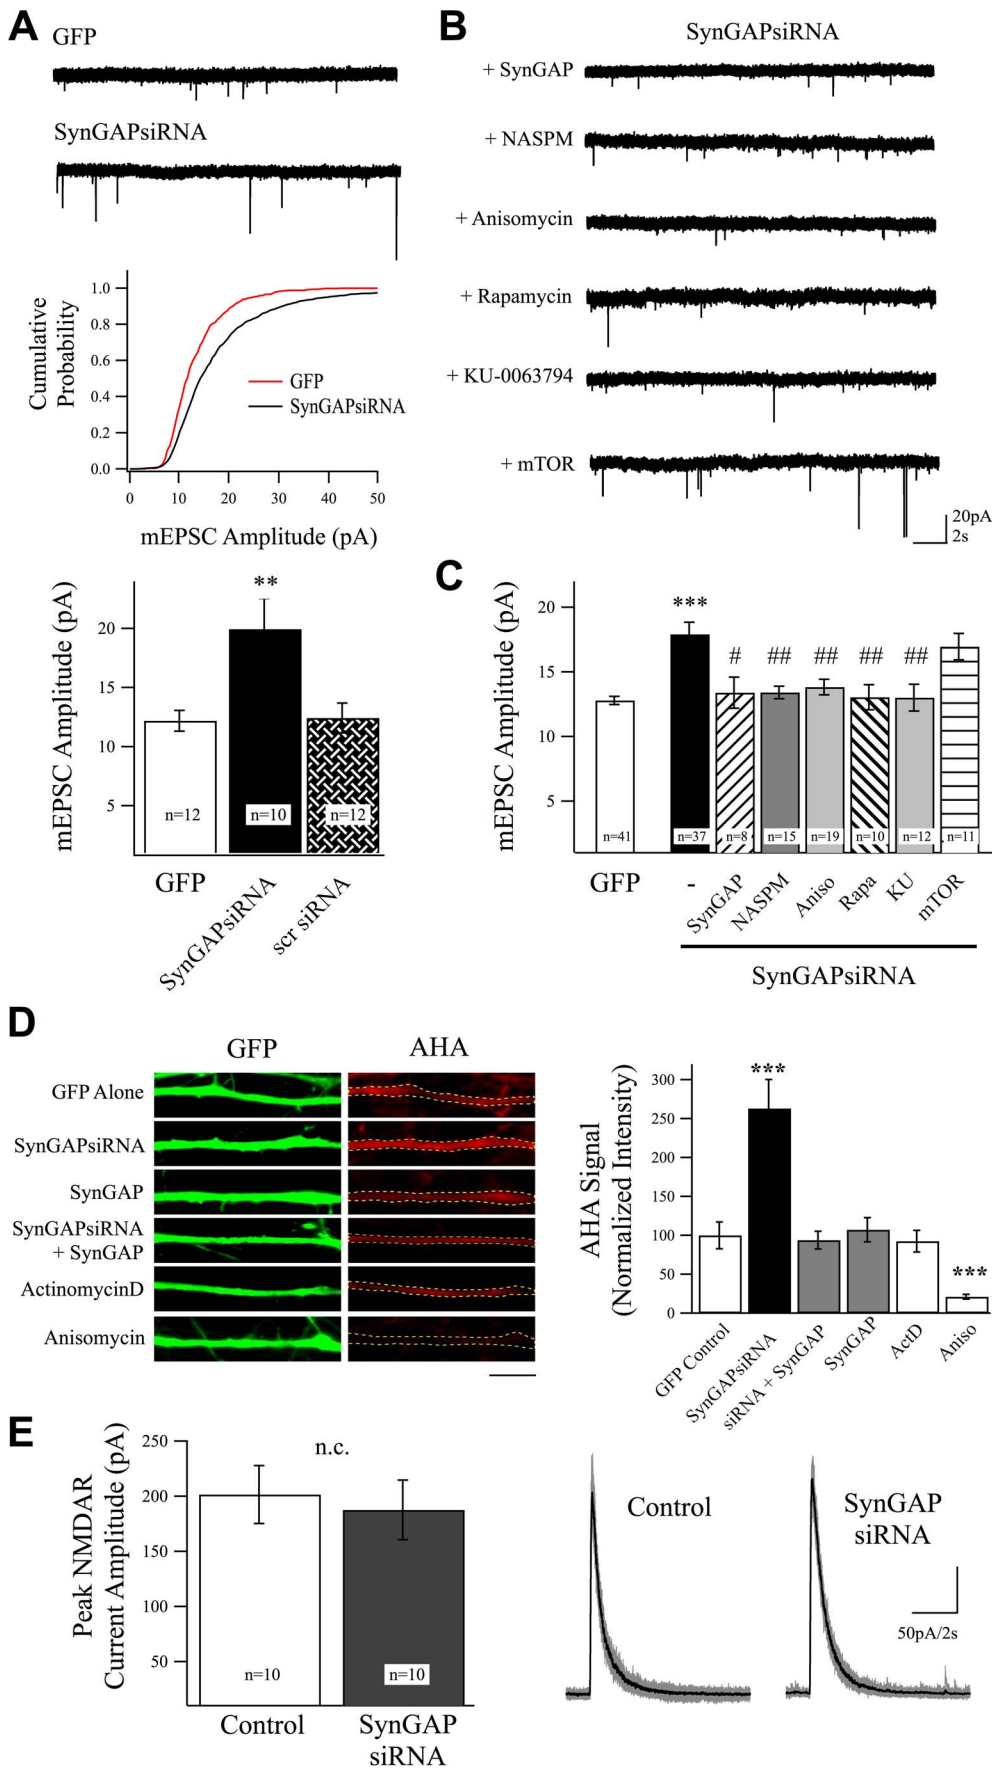 A
GFP
SynGAPsiRNA
Cumulative
Probability
1.0
0.8
0.6
0.4
0.2
0.0
GFP
SynGAPsiRNA
0 10 20 30 40 50
mEPSC Amplitude (pA)
mEPSC Amplitude (pA)
20
15
10
5
**
n=12
n=10
n=12
GFP
SynGAPsiRNA
scr siRNA
B
SynGAPsiRNA
+ SynGAP
+ NASPM
+ Anisomycin
+ Rapamycin
+ KU-0063794
+ mTOR
20pA
2s
C
mEPSC Amplitude (pA)
20
15
10
5
***
# ## ## ## ##
n=41
n=37
n=8
n=15
n=19
n=10
n=12
n=11
GFP
-
SynGAP
NASPM
Aniso
Rapa
KU
mTOR
SynGAPsiRNA
D
GFP
AHA
GFP Alone
SynGAPsiRNA
SynGAP
SynGAPsiRNA
+ SynGAP
ActinomycinD
Anisomycin
AHA Signal
(Normalized Intensity)
300
250
200
150
100
50
0
***
***
GFP Control
SynGAPsiRNA
siRNA + SynGAP
SynGAP
ActD
Aniso
E
Peak NMDAR
Current Amplitude (pA)
250
200
150
100
50
n.c.
n=10
n=10
Control
SynGAP
siRNA
Control
SynGAP
siRNA
50pA/2s